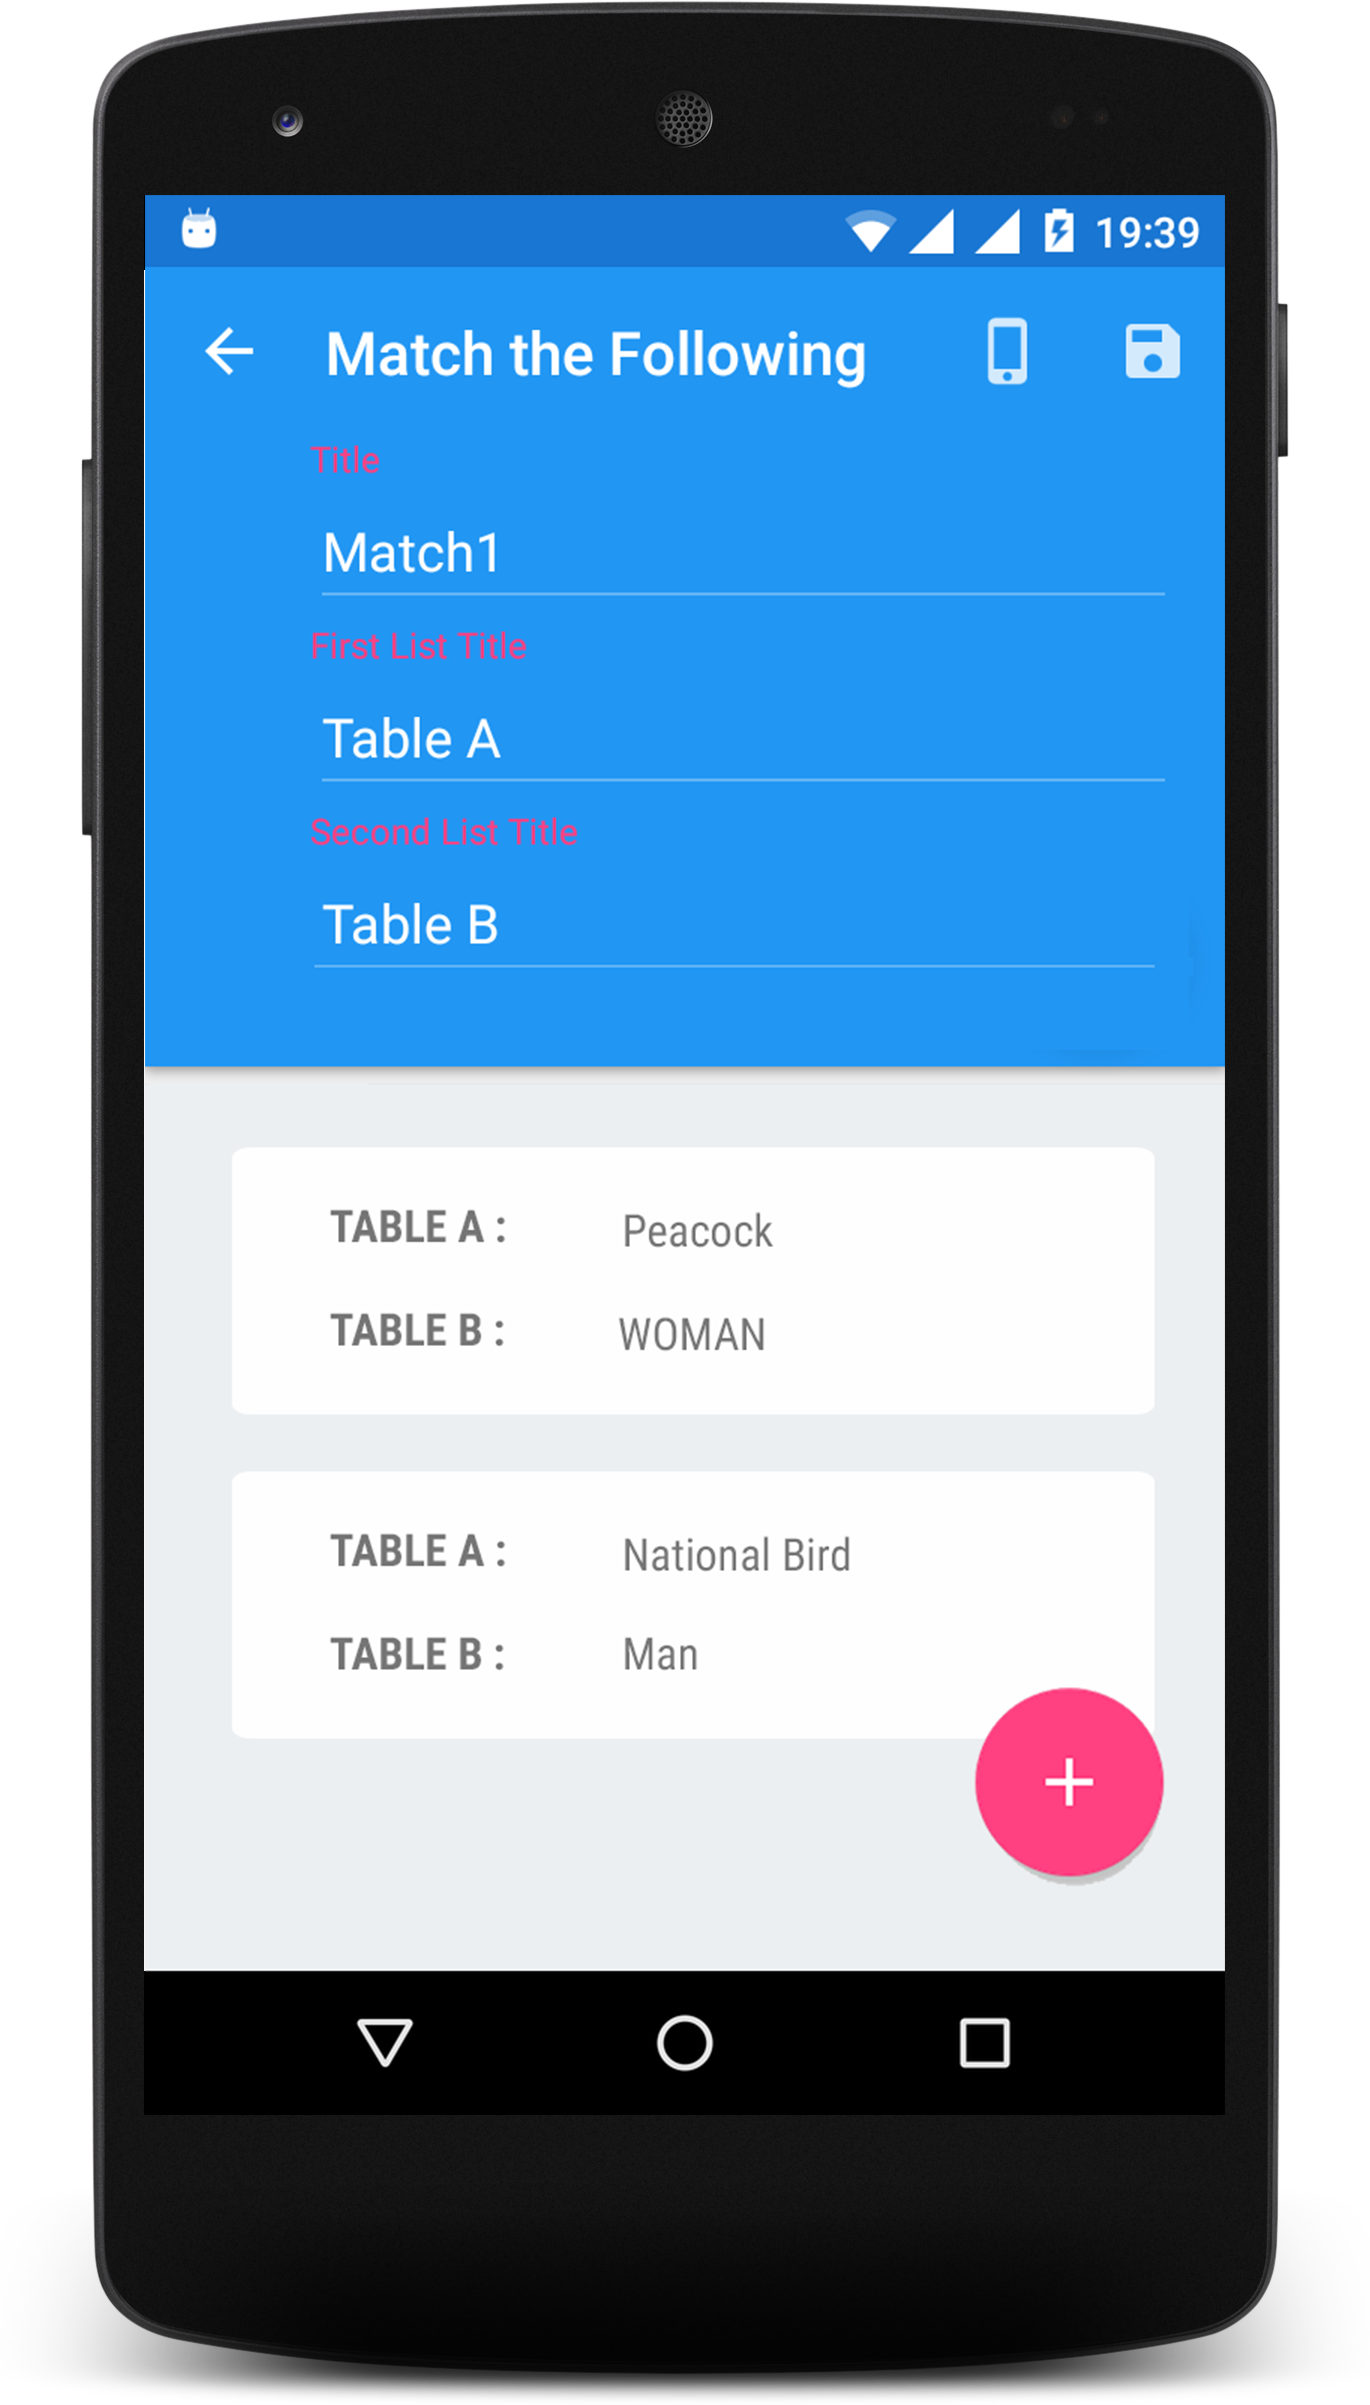 19:39
Match the Following
Title
Match1
First List Title
Table A
Second List Title
Table B
TABLE A : Peacock
TABLE B : WOMAN
TABLE A : National Bird
TABLE B : Man